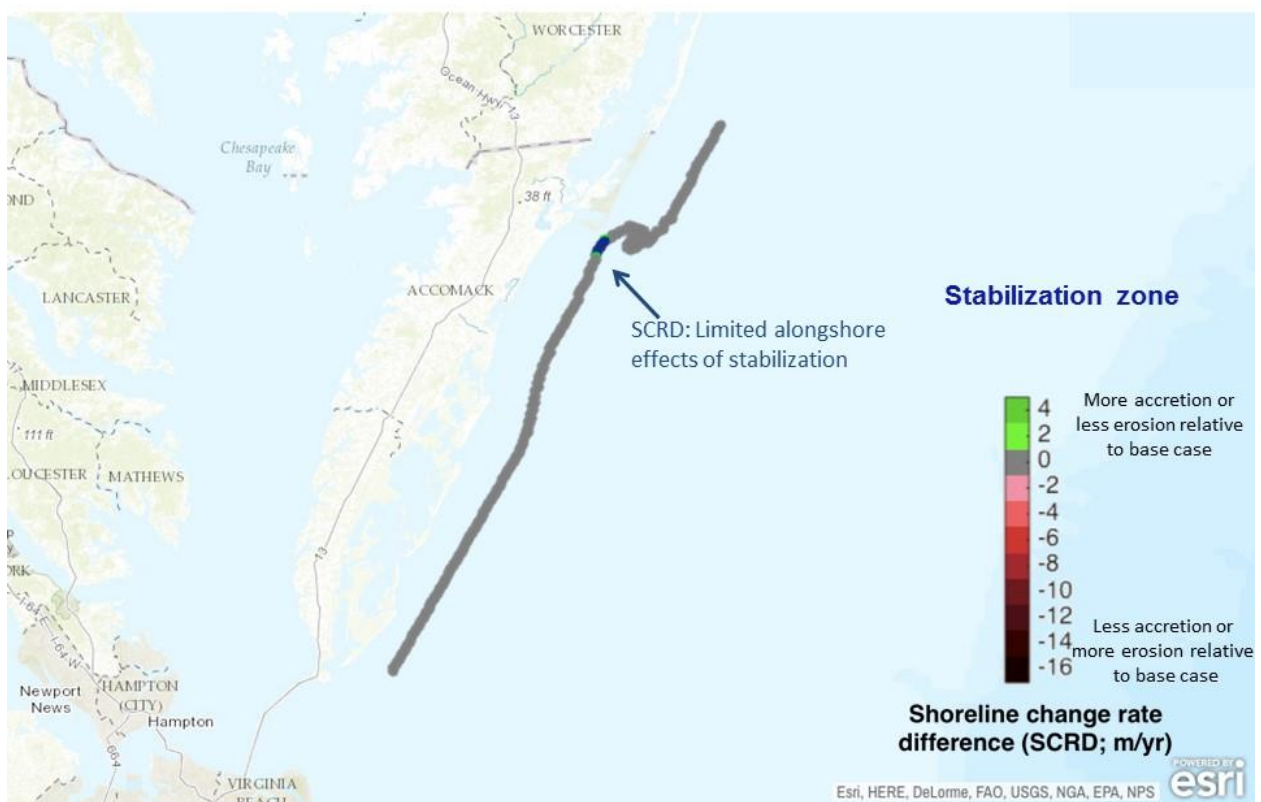 WORCESTER
Ocean Hwy 13
Chesapeake
Bay
38 ft
OND
LANCASTER
ACCOMACK
Stabilization zone
SCRD: Limited alongshore
effects of stabilization
17
MIDDLESEX
111 ft
LOUCESTER
MATHEWS
4
2
0
-2
-4
-6
-8
-10
-12
-14
-16
More accretion or
less erosion relative
to base case
Less accretion or
more erosion relative
to base case
13
ORK
I-64 E
I-64 W
Newport
News
HAMPTON
(CITY)
Hampton
664
VIRGINIA
BEACH
Shoreline change rate
difference (SCRD; m/yr)
POWERED BY
esri
Esri, HERE, DeLorme, FAO, USGS, NGA, EPA, NPS